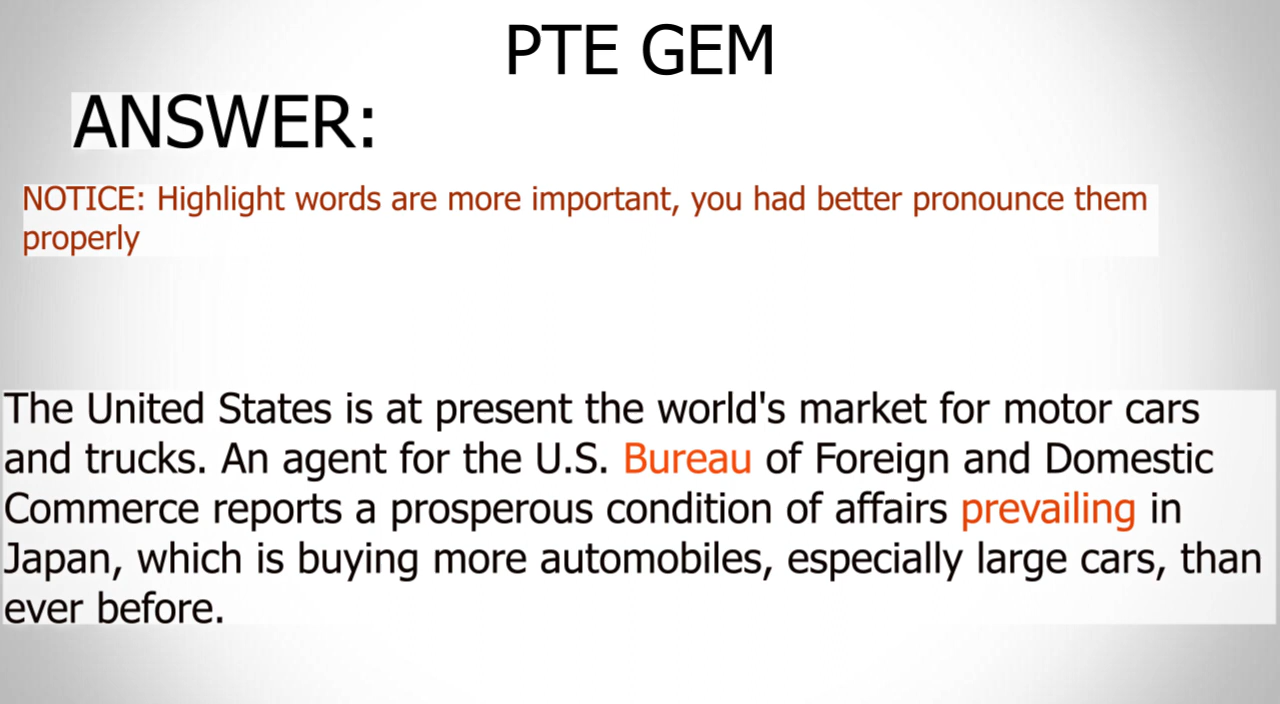 PTE GEM
ANSWER:
NOTICE: Highlight words are more important, you had better pronounce them
properly
The United States is at present the world's market for motor cars
and trucks. An agent for the U.S. Bureau of Foreign and Domestic
Commerce reports a prosperous condition of affairs prevailing in
Japan, which is buying more automobiles, especially large cars, than
ever before.